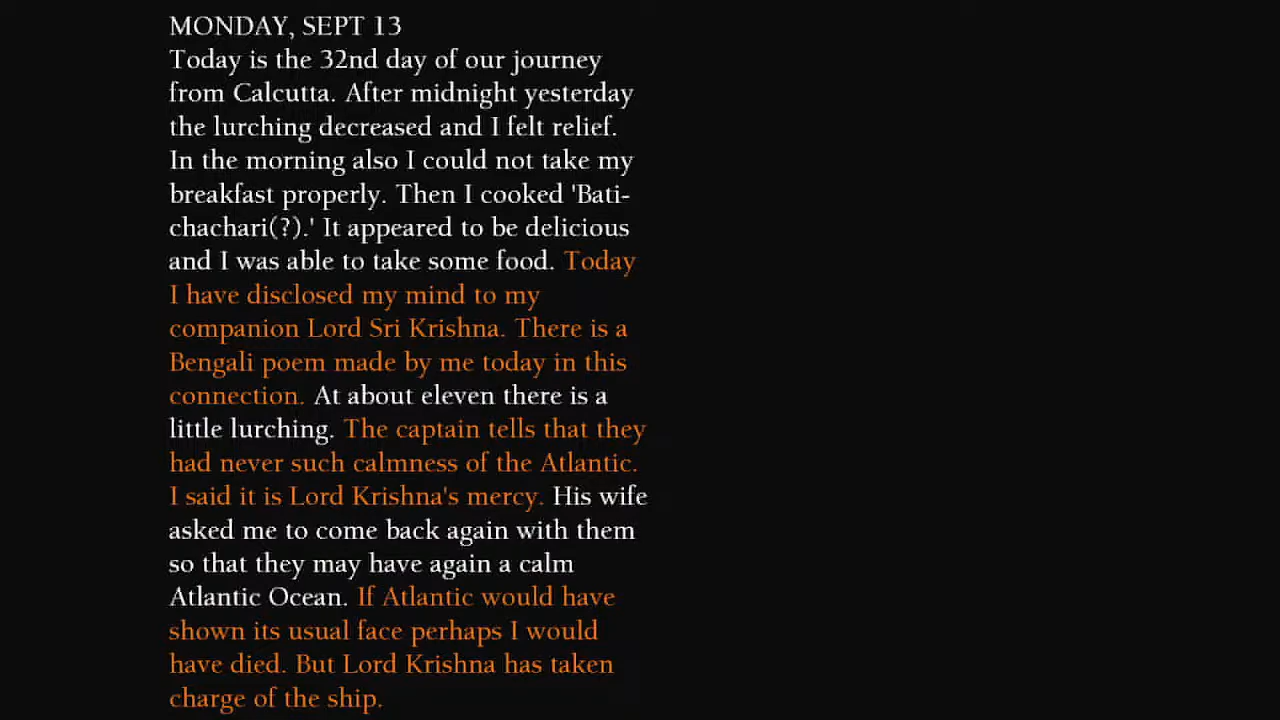 MONDAY, SEPT 13
Today is the 32nd day of our journey
from Calcutta. After midnight yesterday
the lurching decreased and I felt relief.
In the morning also I could not take my
breakfast properly. Then I cooked 'Bati-
chachari(?).' It appeared to be delicious
and I was able to take some food. Today
I have disclosed my mind to my
companion Lord Sri Krishna. There is a
Bengali poem made by me today in this
connection. At about eleven there is a
little lurching. The captain tells that they
had never such calmness of the Atlantic.
I said it is Lord Krishna's mercy. His wife
asked me to come back again with them
so that they may have again a calm
Atlantic Ocean. If Atlantic would have
shown its usual face perhaps I would
have died. But Lord Krishna has taken
charge of the ship.